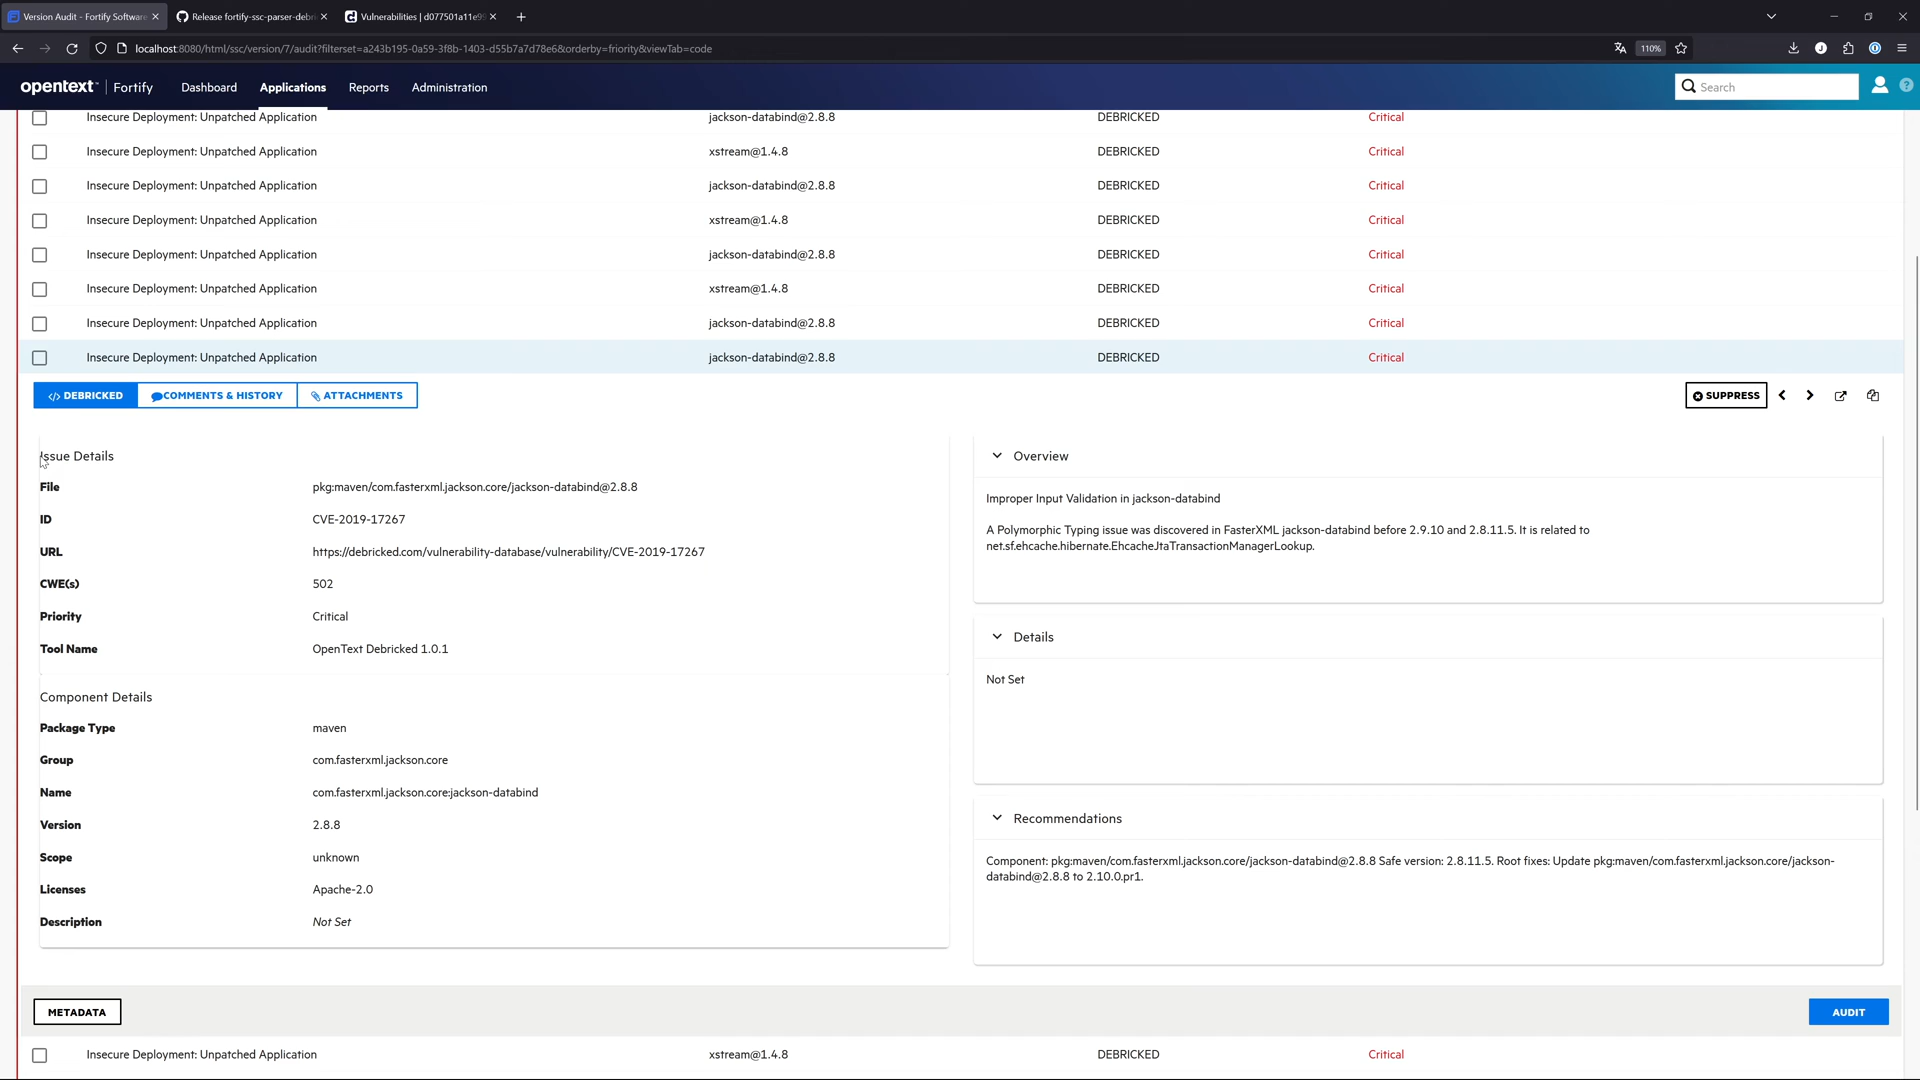 Version Audit - Fortify Software
Release fortify-ssc-parser-debri
Vulnerabilities | d077501a11e9
localhost:8080/html/ssc/version/7/audit?filterset=a243b195-0a59-3f8b-1403-d55b7a7d78e6&orderby=friority&viewTab=code
110%
opentext | Fortify
Dashboard
Applications
Reports
Administration
Search
Insecure Deployment: Unpatched Application jackson-databind@2.8.8 DEBRICKED Critical
Insecure Deployment: Unpatched Application xstream@1.4.8 DEBRICKED Critical
Insecure Deployment: Unpatched Application jackson-databind@2.8.8 DEBRICKED Critical
Insecure Deployment: Unpatched Application xstream@1.4.8 DEBRICKED Critical
Insecure Deployment: Unpatched Application jackson-databind@2.8.8 DEBRICKED Critical
Insecure Deployment: Unpatched Application xstream@1.4.8 DEBRICKED Critical
Insecure Deployment: Unpatched Application jackson-databind@2.8.8 DEBRICKED Critical
Insecure Deployment: Unpatched Application jackson-databind@2.8.8 DEBRICKED Critical
</> DEBRICKED
COMMENTS & HISTORY
ATTACHMENTS
SUPPRESS
Issue Details
File pkg:maven/com.fasterxml.jackson.core/jackson-databind@2.8.8
ID CVE-2019-17267
URL https://debricked.com/vulnerability-database/vulnerability/CVE-2019-17267
CWE(s) 502
Priority Critical
Tool Name OpenText Debricked 1.0.1
Component Details
Package Type maven
Group com.fasterxml.jackson.core
Name com.fasterxml.jackson.core:jackson-databind
Version 2.8.8
Scope unknown
Licenses Apache-2.0
Description Not Set
Overview
Improper Input Validation in jackson-databind
A Polymorphic Typing issue was discovered in FasterXML jackson-databind before 2.9.10 and 2.8.11.5. It is related to
net.sf.ehcache.hibernate.EhcacheJtaTransactionManagerLookup.
Details
Not Set
Recommendations
Component: pkg:maven/com.fasterxml.jackson.core/jackson-databind@2.8.8 Safe version: 2.8.11.5. Root fixes: Update pkg:maven/com.fasterxml.jackson.core/jackson-
databind@2.8.8 to 2.10.0.pr1.
METADATA
AUDIT
Insecure Deployment: Unpatched Application xstream@1.4.8 DEBRICKED Critical